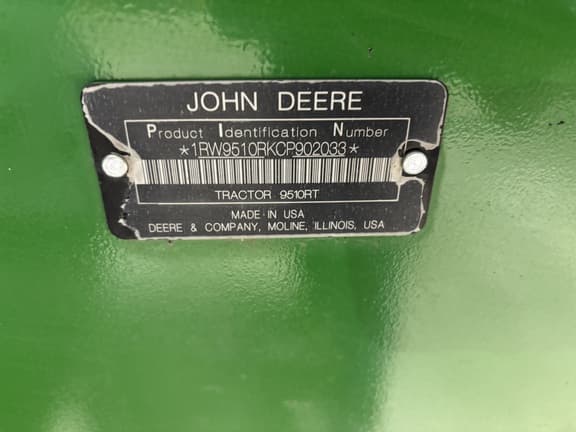 JOHN DEERE
Product Identification Number
*1RW9510RKCP902033*
TRACTOR 9510RT
MADE IN USA
DEERE & COMPANY, MOLINE, ILLINOIS, USA